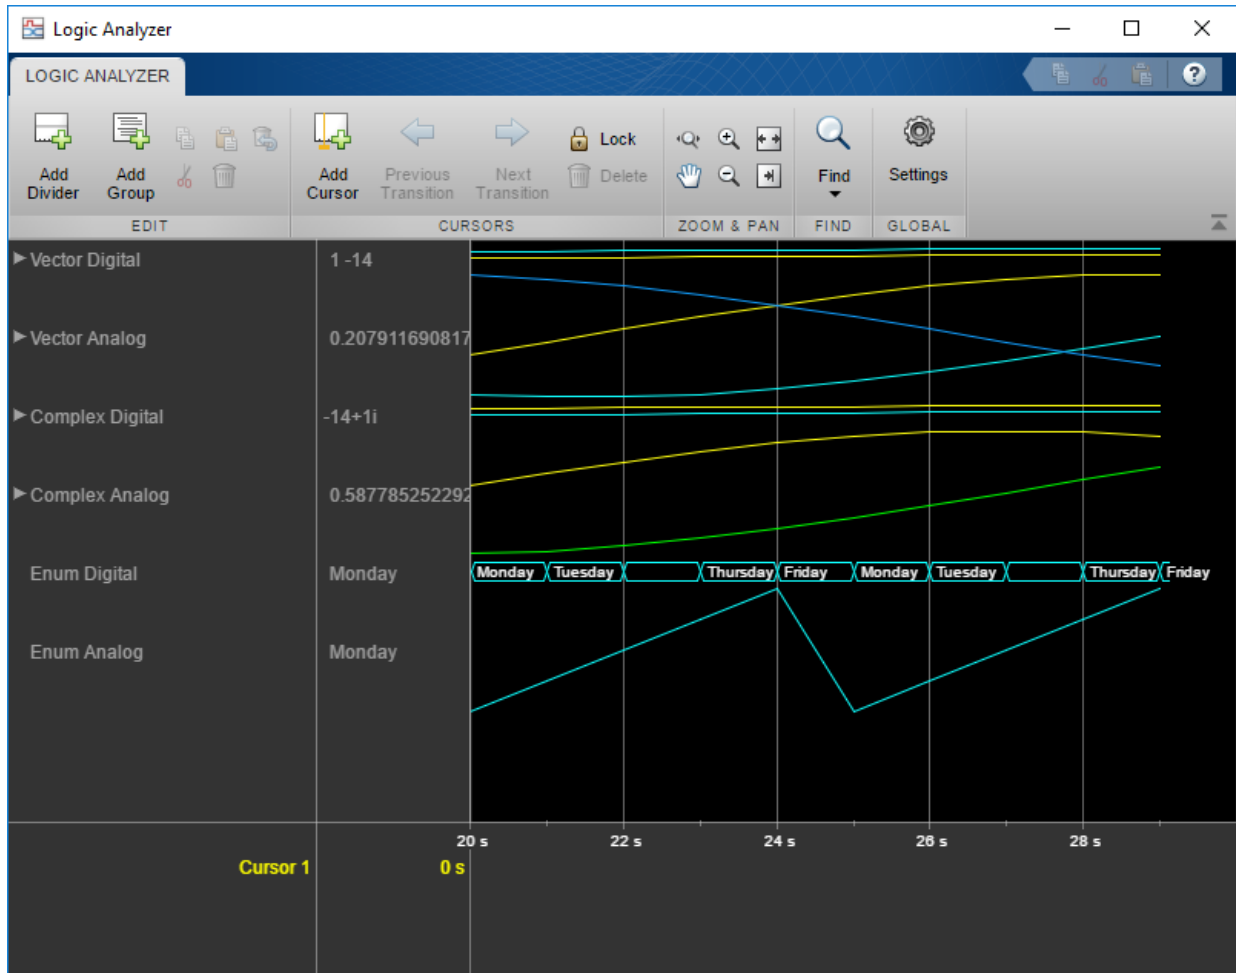 Logic Analyzer
LOGIC ANALYZER
?
Add Divider
Add Group
Add Cursor
Previous Transition
Next Transition
Lock
Delete
Find
Settings
EDIT
CURSORS
ZOOM & PAN
FIND
GLOBAL
Vector Digital 1 -14
Vector Analog 0.207911690817
Complex Digital -14+1i
Complex Analog 0.587785252292
Enum Digital Monday Monday Tuesday Thursday Friday Monday Tuesday Thursday Friday
Enum Analog Monday
20 s 22 s 24 s 26 s 28 s
Cursor 1 0 s